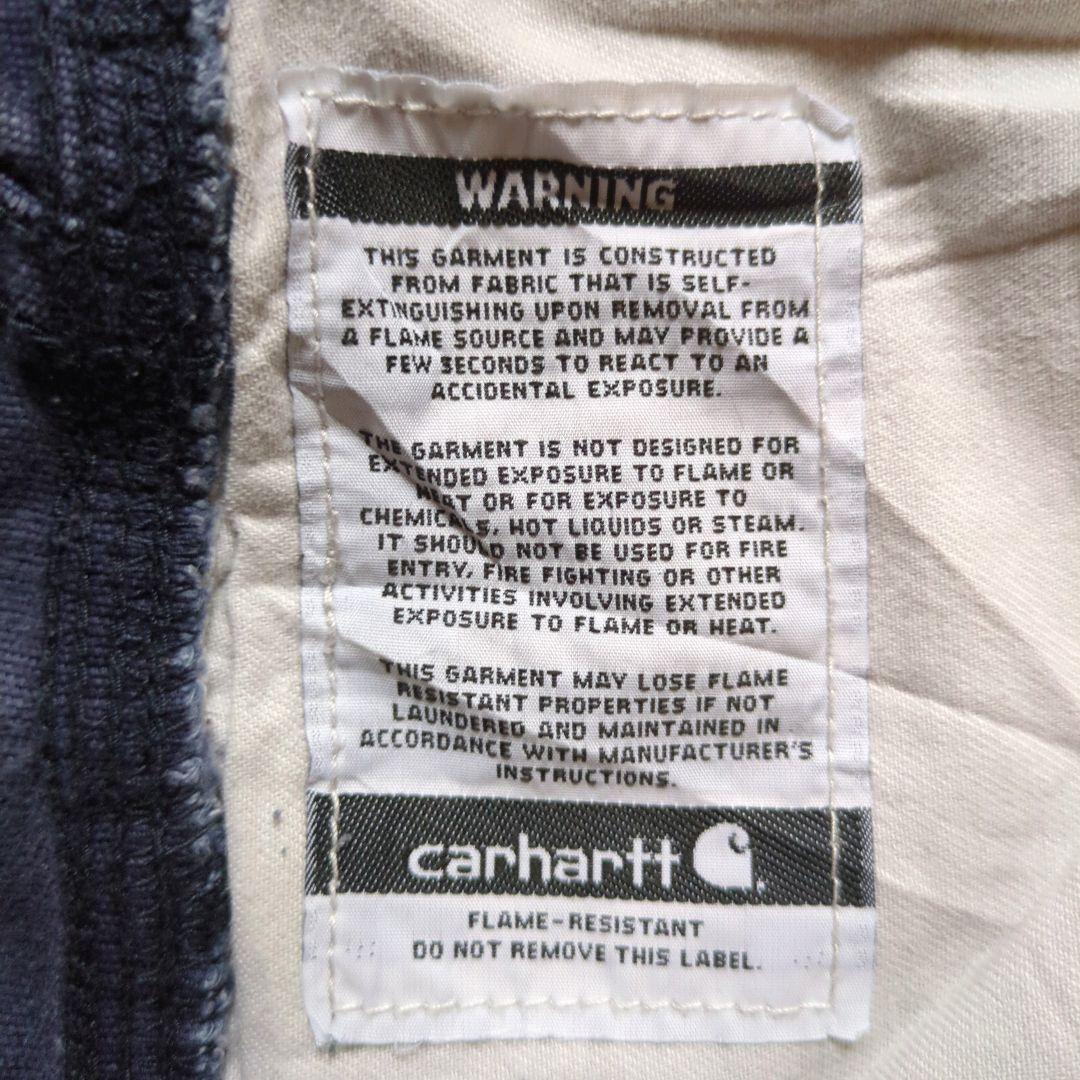 WARNING
THIS GARMENT IS CONSTRUCTED
FROM FABRIC THAT IS SELF-
EXTINGUISHING UPON REMOVAL FROM
A FLAME SOURCE AND MAY PROVIDE A
FEW SECONDS TO REACT TO AN
ACCIDENTAL EXPOSURE.
THE GARMENT IS NOT DESIGNED FOR
EXTENDED EXPOSURE TO FLAME OR
HEAT OR FOR EXPOSURE TO
CHEMICALS, HOT LIQUIDS OR STEAM.
IT SHOULD NOT BE USED FOR FIRE
ENTRY, FIRE FIGHTING OR OTHER
ACTIVITIES INVOLVING EXTENDED
EXPOSURE TO FLAME OR HEAT.
THIS GARMENT MAY LOSE FLAME
RESISTANT PROPERTIES IF NOT
LAUNDERED AND MAINTAINED IN
ACCORDANCE WITH MANUFACTURER'S
INSTRUCTIONS.
carhartt
FLAME-RESISTANT
DO NOT REMOVE THIS LABEL.